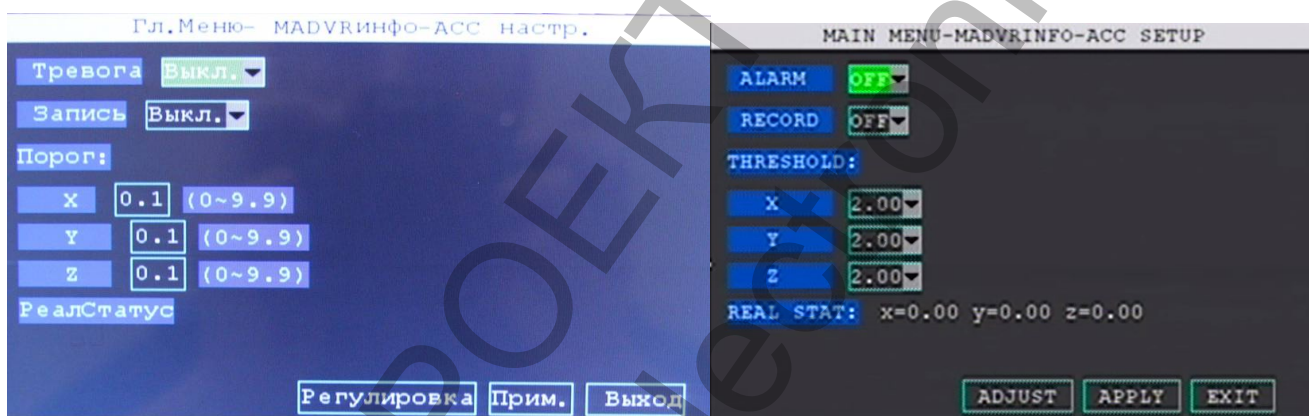 Гл.Меню- MADVRинфо-ACC настр.
Тревога Выкл.
Запись Выкл.
Порог:
X 0.1 (0~9.9)
Y 0.1 (0~9.9)
Z 0.1 (0~9.9)
РеалСтатус
Регулировка Прим. Выход
MAIN MENU-MADVRINFO-ACC SETUP
ALARM OFF
RECORD OFF
THRESHOLD:
X 2.00
Y 2.00
Z 2.00
REAL STAT: x=0.00 y=0.00 z=0.00
ADJUST APPLY EXIT